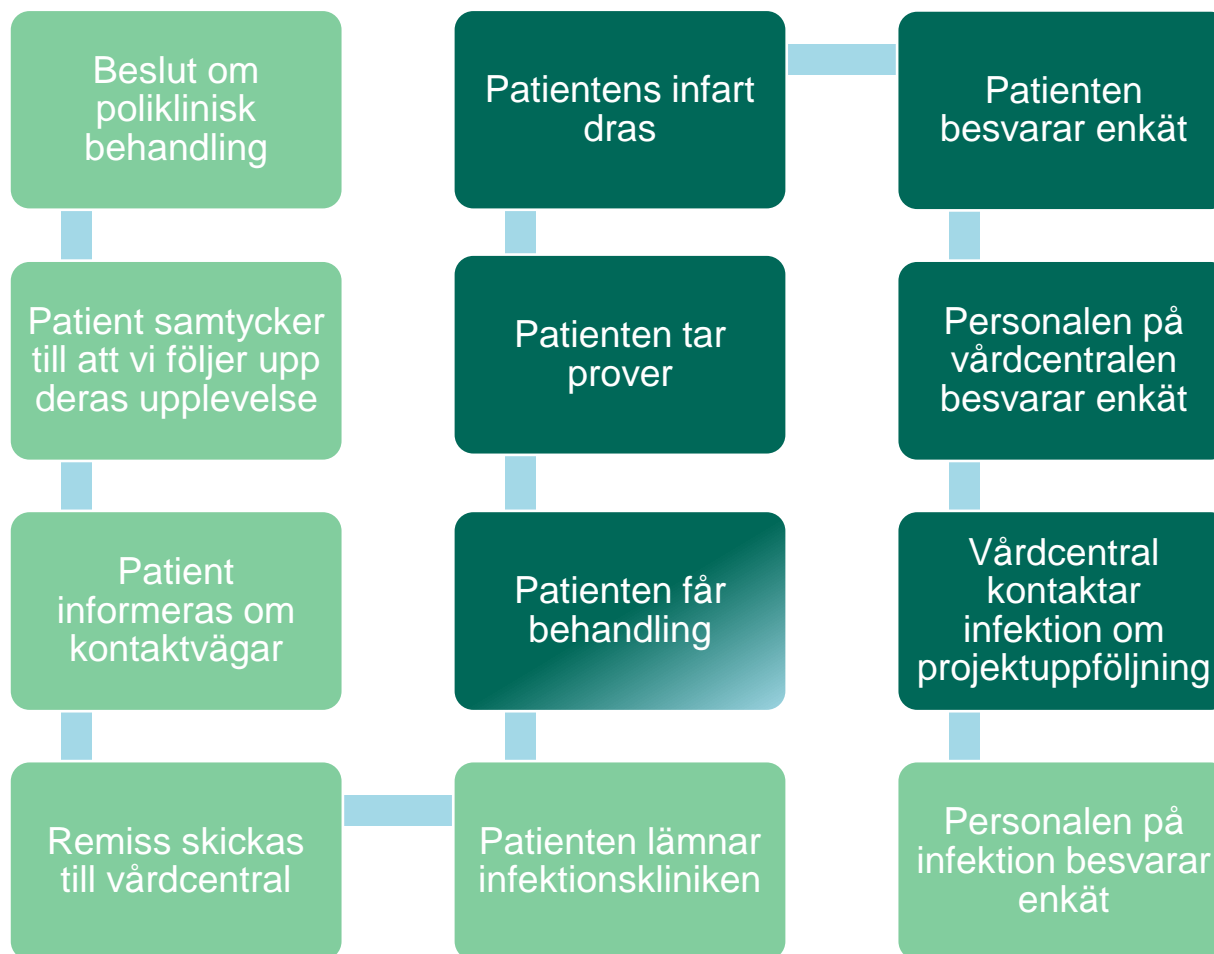 Beslut om
poliklinisk
behandling
Patient samtycker
till att vi följer upp
deras upplevelse
Patient
informeras om
kontaktvägar
Remiss skickas
till vårdcentral
Patienten lämnar
infektionskliniken
Patienten får
behandling
Patienten tar
prover
Patientens infart
dras
Patienten
besvarar enkät
Personalen på
vårdcentralen
besvarar enkät
Vårdcentral
kontaktar
infektion om
projektuppföljning
Personalen på
infektion besvarar
enkät